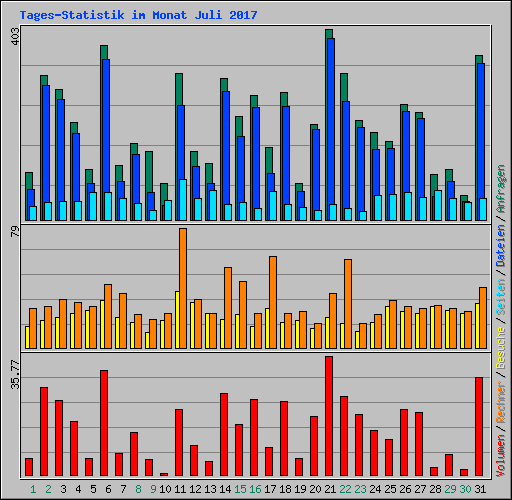 Tages-Statistik im Monat Juli 2017
403
79
35.77
Volumen / Rechner / Besuche / Seiten / Dateien / Anfragen
1 2 3 4 5 6 7 8 9 10 11 12 13 14 15 16 17 18 19 20 21 22 23 24 25 26 27 28 29 30 31